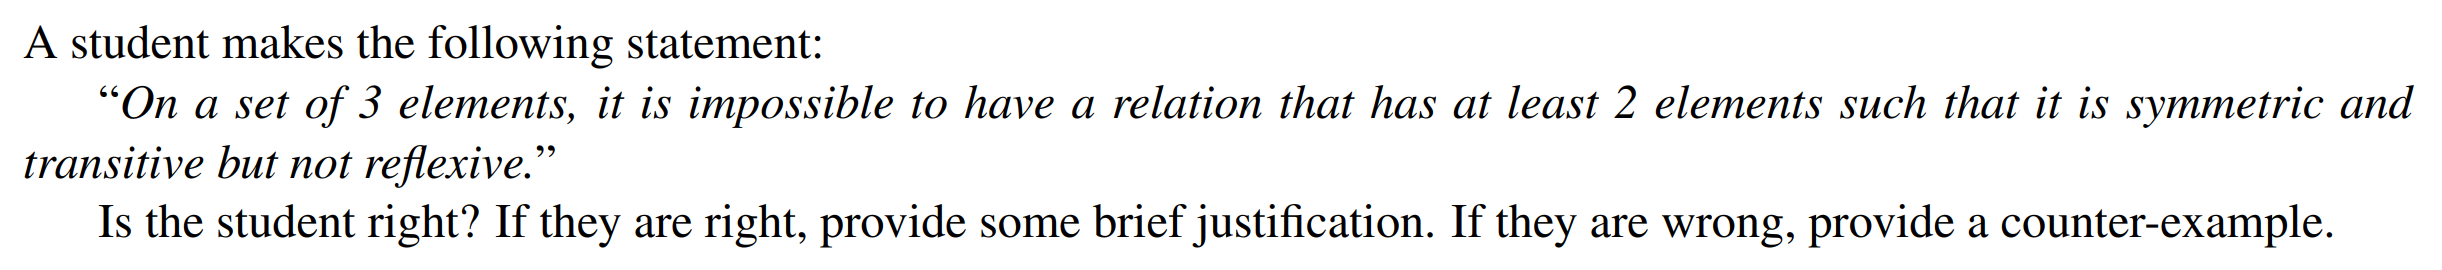 A student makes the following statement:
“On a set of 3 elements, it is impossible to have a relation that has at least 2 elements such that it is symmetric and
transitive but not reflexive.”
Is the student right? If they are right, provide some brief justification. If they are wrong, provide a counter-example.